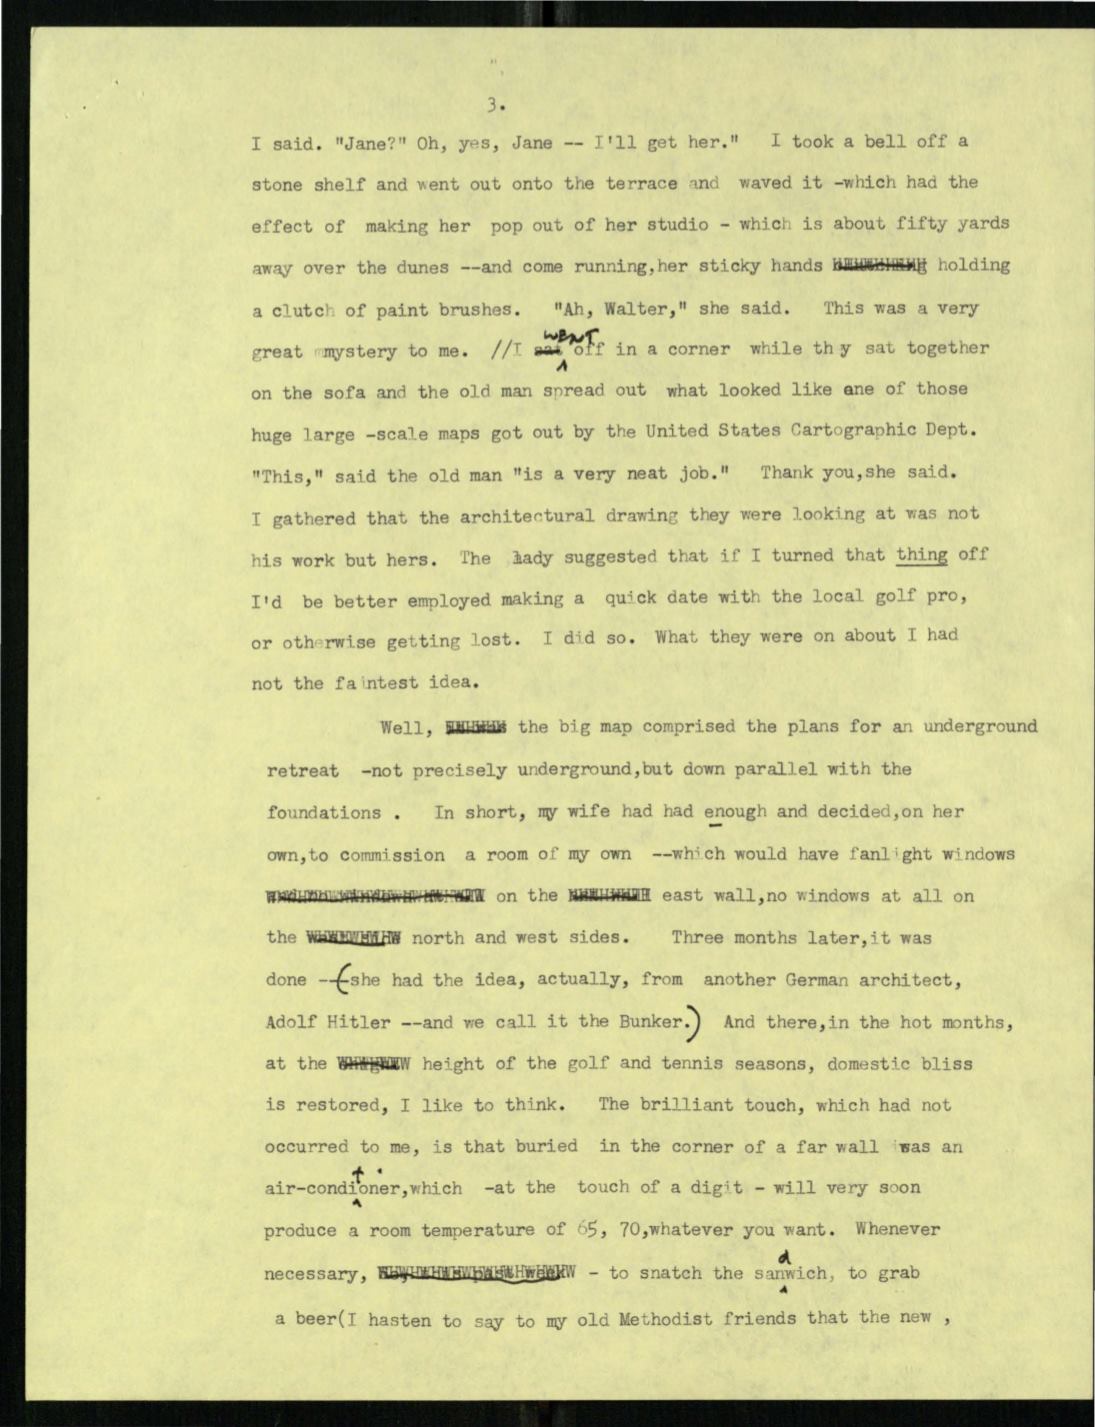 3.
I said. "Jane?" Oh, yes, Jane -- I'll get her." I took a bell off a
stone shelf and went out onto the terrace and waved it -which had the
effect of making her pop out of her studio - which is about fifty yards
away over the dunes --and come running,her sticky hands holding
a clutch of paint brushes. "Ah, Walter," she said. This was a very
great mystery to me. //I went off in a corner while th y sat together
on the sofa and the old man spread out what looked like one of those
huge large -scale maps got out by the United States Cartographic Dept.
"This," said the old man "is a very neat job." Thank you,she said.
I gathered that the architectural drawing they were looking at was not
his work but hers. The lady suggested that if I turned that thing off
I'd be better employed making a quick date with the local golf pro,
or otherwise getting lost. I did so. What they were on about I had
not the faintest idea.
Well, the big map comprised the plans for an underground
retreat -not precisely underground,but down parallel with the
foundations . In short, my wife had had enough and decided,on her
own,to commission a room of my own --which would have fanlight windows
on the east wall,no windows at all on
the north and west sides. Three months later,it was
done --(she had the idea, actually, from another German architect,
Adolf Hitler --and we call it the Bunker.) And there,in the hot months,
at the height of the golf and tennis seasons, domestic bliss
is restored, I like to think. The brilliant touch, which had not
occurred to me, is that buried in the corner of a far wall was an
air-conditioner,which -at the touch of a digit - will very soon
produce a room temperature of 65, 70,whatever you want. Whenever
necessary, - to snatch the sandwich, to grab
a beer(I hasten to say to my old Methodist friends that the new ,